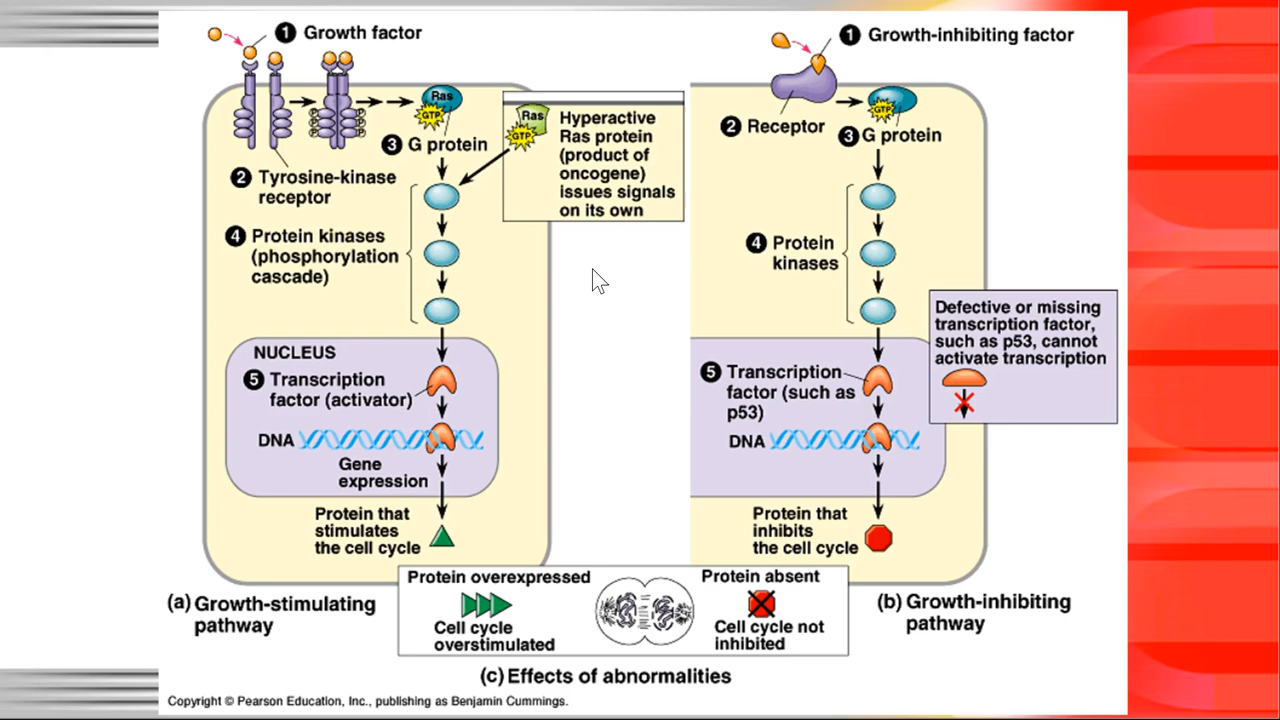 1 Growth factor
Ras
GTP
3 G protein
2 Tyrosine-kinase
receptor
P
P
P
P
P
P
Ras
GTP
Hyperactive
Ras protein
(product of
oncogene)
issues signals
on its own
4 Protein kinases
(phosphorylation
cascade)
NUCLEUS
5 Transcription
factor (activator)
DNA
Gene
expression
Protein that
stimulates
the cell cycle
(a) Growth-stimulating
pathway
1 Growth-inhibiting factor
2 Receptor
GTP
3 G protein
4 Protein
kinases
Defective or missing
transcription factor,
such as p53, cannot
activate transcription
5 Transcription
factor (such as
p53)
DNA
Protein that
inhibits
the cell cycle
(b) Growth-inhibiting
pathway
Protein overexpressed
Cell cycle
overstimulated
Protein absent
Cell cycle not
inhibited
(c) Effects of abnormalities
Copyright © Pearson Education, Inc., publishing as Benjamin Cummings.